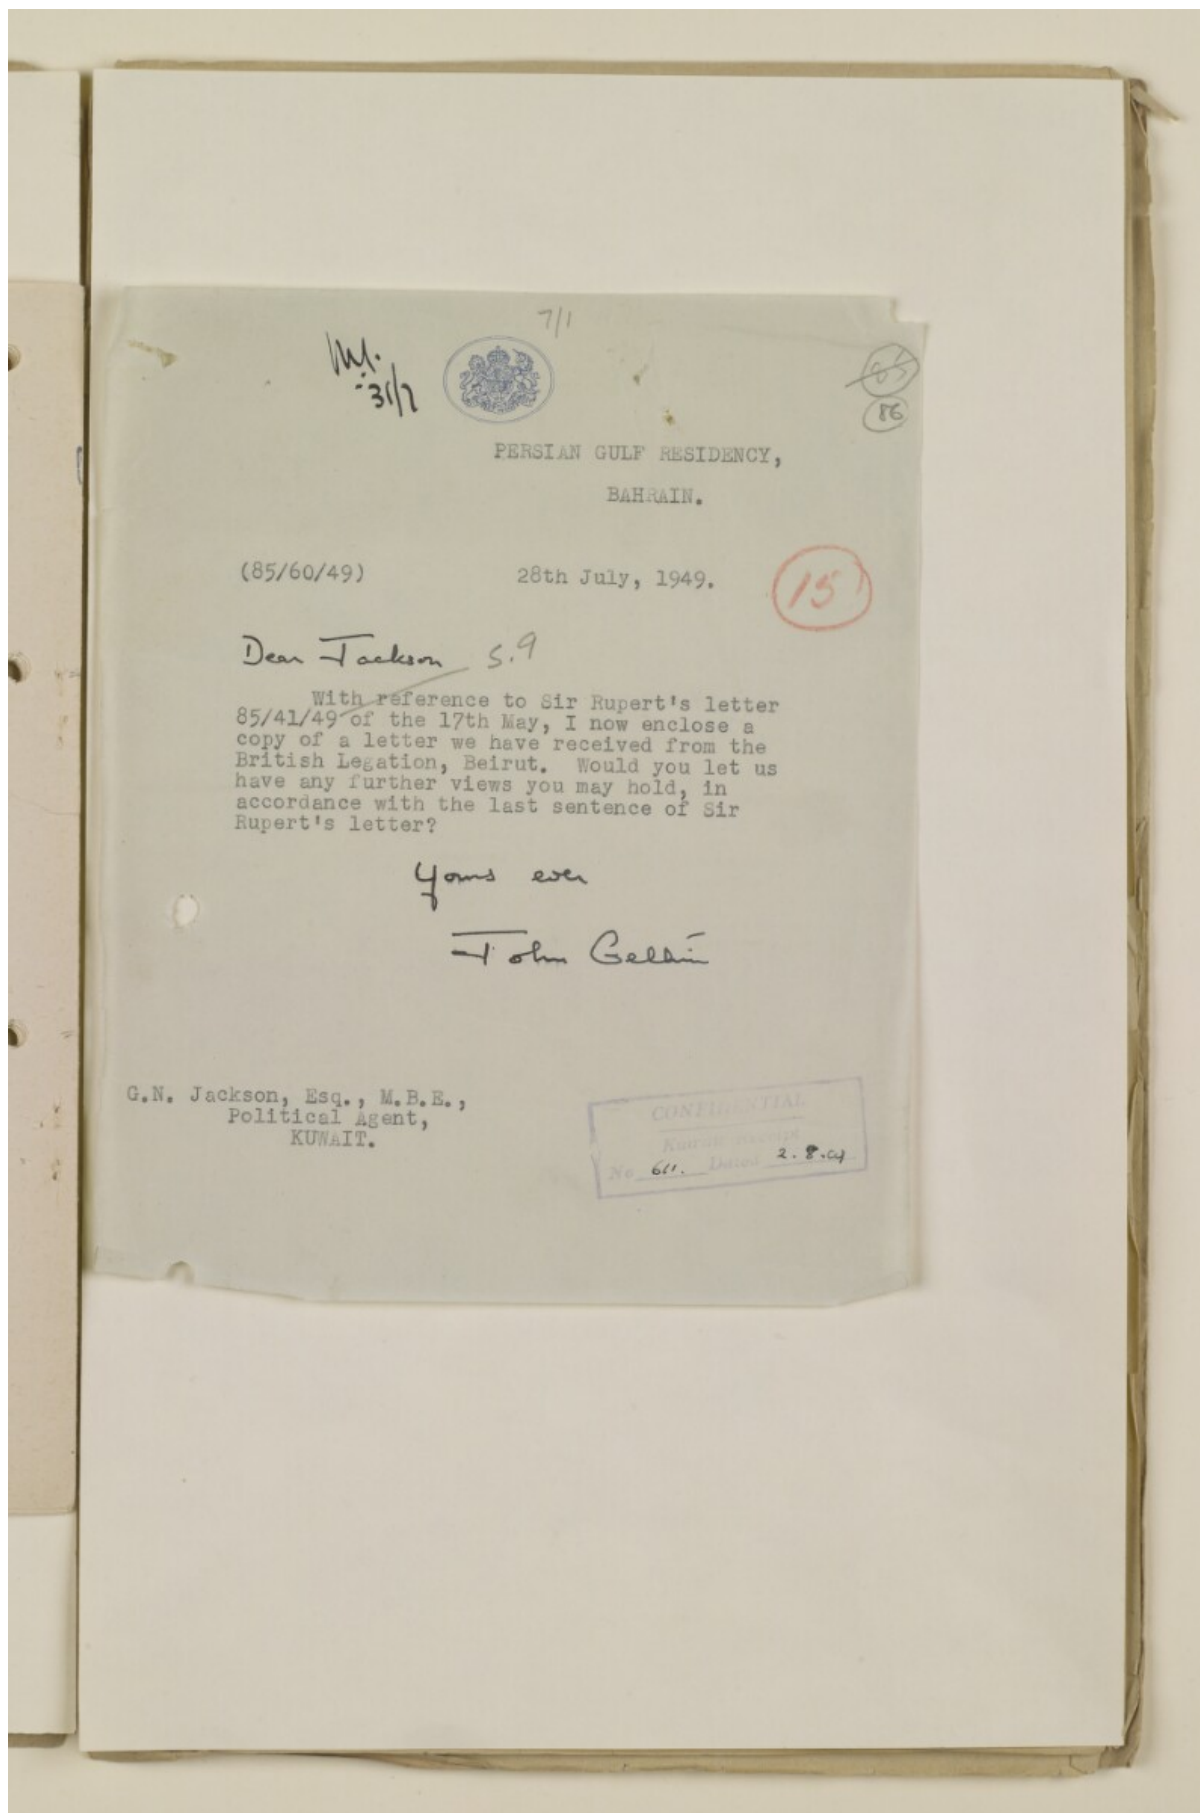 7/1
31/7
85
86
PERSIAN GULF RESIDENCY,
BAHRAIN.
(85/60/49)
28th July, 1949.
15
Dear Jackson
S.9
With reference to Sir Rupert's letter
85/41/49 of the 17th May, I now enclose a
copy of a letter we have received from the
British Legation, Beirut. Would you let us
have any further views you may hold, in
accordance with the last sentence of Sir
Rupert's letter?
Yours ever
John
G.N. Jackson, Esq., M.B.E.,
Political Agent,
KUWAIT.
CONFIDENTIAL
Kuwait Receipt
No 611. Dated 2.8.49